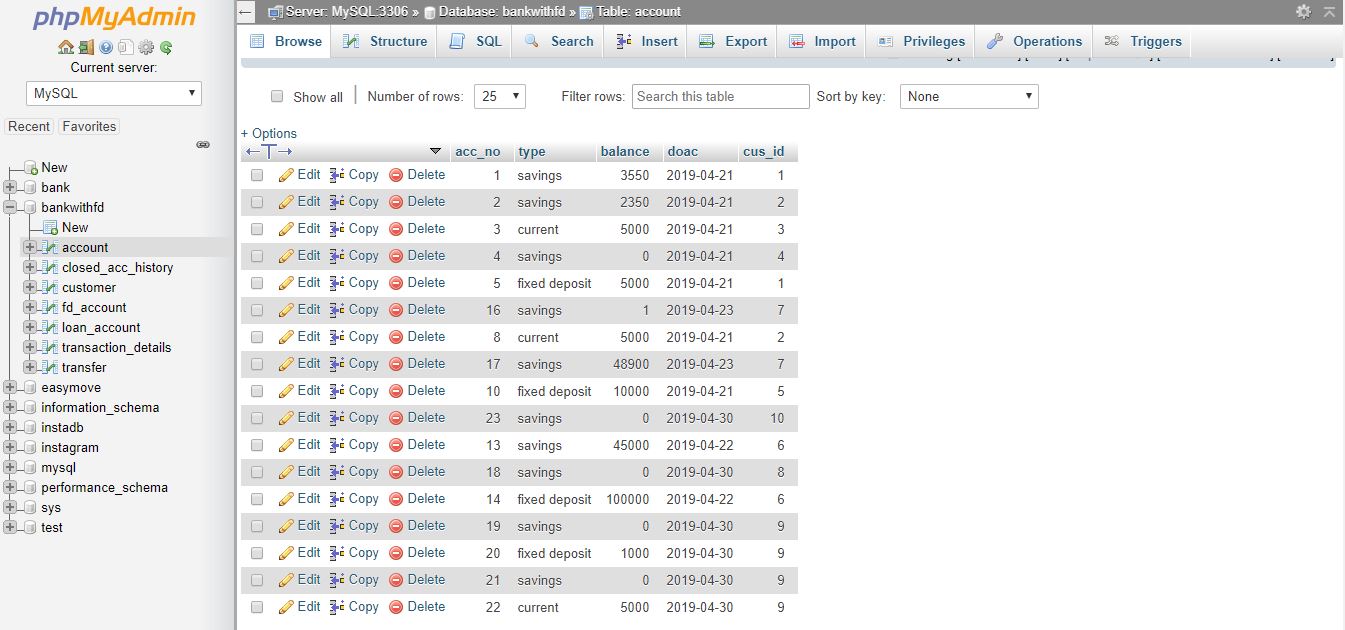 phpMyAdmin
Current server:
MySQL
Recent Favorites
New
bank
bankwithfd
New
account
closed_acc_history
customer
fd_account
loan_account
transaction_details
transfer
easymove
information_schema
instadb
instagram
mysql
performance_schema
sys
test
Server: MySQL:3306 » Database: bankwithfd » Table: account
Browse Structure SQL Search Insert Export Import Privileges Operations Triggers
Show all Number of rows: 25 Filter rows: Search this table Sort by key: None
+ Options
acc_no type balance doac cus_id
Edit Copy Delete 1 savings 3550 2019-04-21 1
Edit Copy Delete 2 savings 2350 2019-04-21 2
Edit Copy Delete 3 current 5000 2019-04-21 3
Edit Copy Delete 4 savings 0 2019-04-21 4
Edit Copy Delete 5 fixed deposit 5000 2019-04-21 1
Edit Copy Delete 16 savings 1 2019-04-23 7
Edit Copy Delete 8 current 5000 2019-04-21 2
Edit Copy Delete 17 savings 48900 2019-04-23 7
Edit Copy Delete 10 fixed deposit 10000 2019-04-21 5
Edit Copy Delete 23 savings 0 2019-04-30 10
Edit Copy Delete 13 savings 45000 2019-04-22 6
Edit Copy Delete 18 savings 0 2019-04-30 8
Edit Copy Delete 14 fixed deposit 100000 2019-04-22 6
Edit Copy Delete 19 savings 0 2019-04-30 9
Edit Copy Delete 20 fixed deposit 1000 2019-04-30 9
Edit Copy Delete 21 savings 0 2019-04-30 9
Edit Copy Delete 22 current 5000 2019-04-30 9